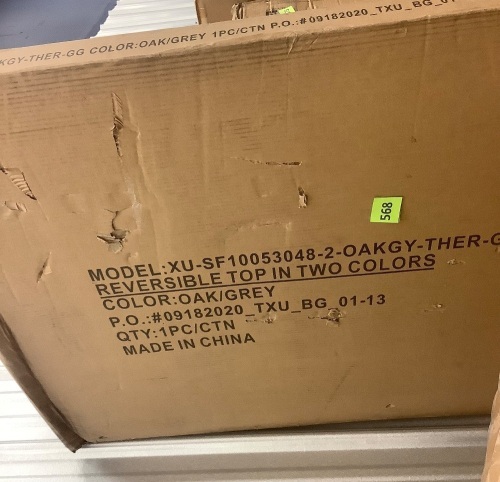 KGY-THER-GG COLOR:OAK/GREY 1PC/CTN P.O.:#09182020_TXU_BG_01
568
MODEL:XU-SF10053048-2-OAKGY-THER-G
REVERSIBLE TOP IN TWO COLORS
COLOR:OAK/GREY
P.O.:#09182020_TXU_BG_01-13
QTY:1PC/CTN
MADE IN CHINA